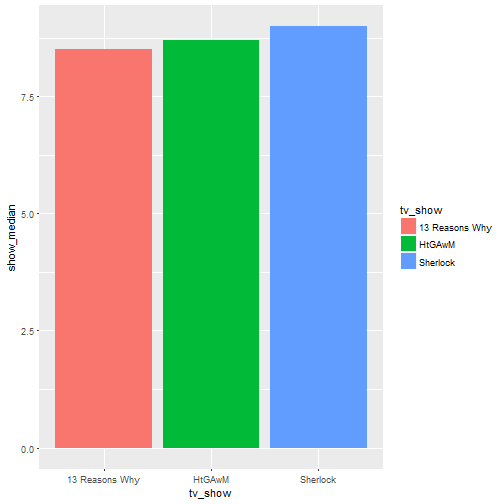 show_median
7.5
5.0
2.5
0.0
13 Reasons Why
HtGAwM
Sherlock
tv_show
tv_show
13 Reasons Why
HtGAwM
Sherlock